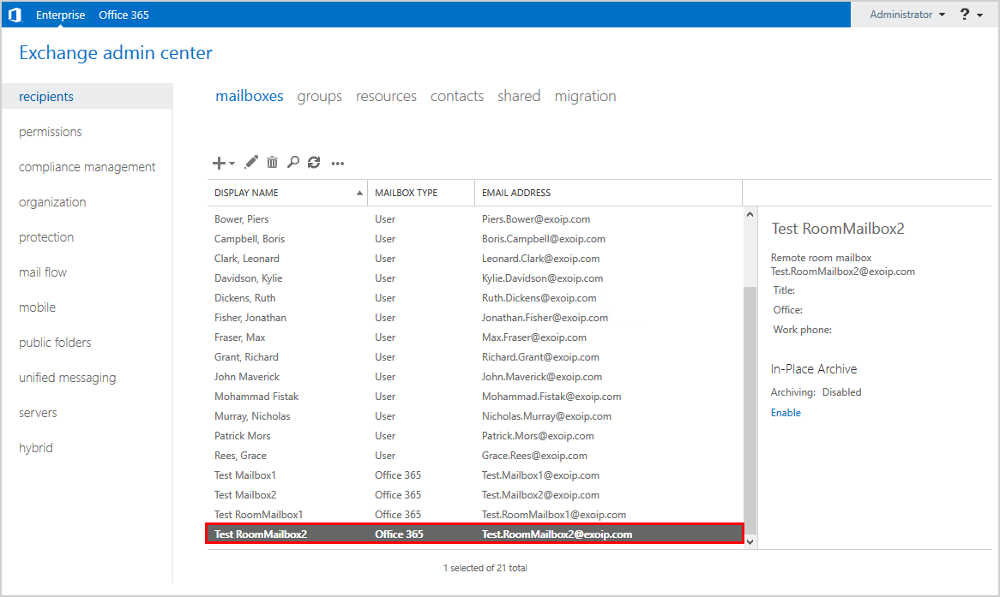 Enterprise Office 365 Administrator ?
Exchange admin center
recipients
permissions
compliance management
organization
protection
mail flow
mobile
public folders
unified messaging
servers
hybrid
mailboxes groups resources contacts shared migration
DISPLAY NAME MAILBOX TYPE EMAIL ADDRESS
Bower, Piers User Piers.Bower@exoip.com
Campbell, Boris User Boris.Campbell@exoip.com
Clark, Leonard User Leonard.Clark@exoip.com
Davidson, Kylie User Kylie.Davidson@exoip.com
Dickens, Ruth User Ruth.Dickens@exoip.com
Fisher, Jonathan User Jonathan.Fisher@exoip.com
Fraser, Max User Max.Fraser@exoip.com
Grant, Richard User Richard.Grant@exoip.com
John Maverick User John.Maverick@exoip.com
Mohammad Fistak User Mohammad.Fistak@exoip.com
Murray, Nicholas User Nicholas.Murray@exoip.com
Patrick Mors User Patrick.Mors@exoip.com
Rees, Grace User Grace.Rees@exoip.com
Test Mailbox1 Office 365 Test.Mailbox1@exoip.com
Test Mailbox2 Office 365 Test.Mailbox2@exoip.com
Test RoomMailbox1 Office 365 Test.RoomMailbox1@exoip.com
Test RoomMailbox2 Office 365 Test.RoomMailbox2@exoip.com
1 selected of 21 total
Test RoomMailbox2
Remote room mailbox
Test.RoomMailbox2@exoip.com
Title:
Office:
Work phone:
In-Place Archive
Archiving: Disabled
Enable